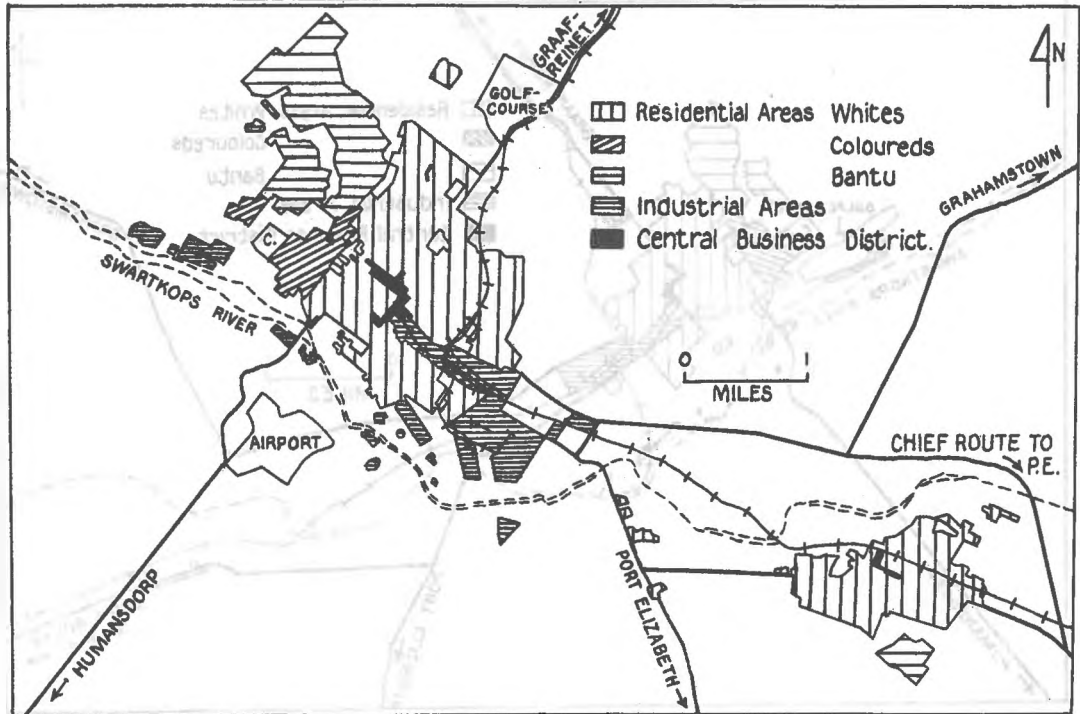 GRAAF-
REINET
N
GOLF-
COURSE
Residential Areas Whites
Coloureds
Bantu
Industrial Areas
Central Business District.
GRAHAMSTOWN
C.
SWARTKOPS RIVER
0 1
MILES
AIRPORT
CHIEF ROUTE TO
P.E.
HUMANSDORP
PORT ELIZABETH